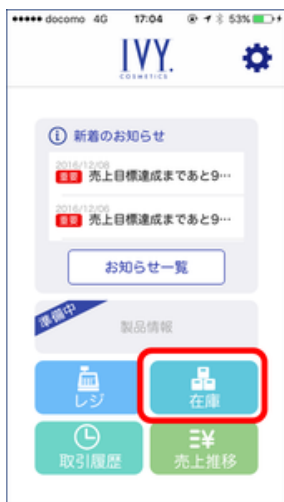 docomo 4G 17:04 53%
IVY.
COSMETICS
新着のお知らせ
2016/12/08
重要 売上目標達成まであと9…
2016/12/06
重要 売上目標達成まであと9…
お知らせ一覧
準備中
製品情報
レジ
在庫
取引履歴
売上推移